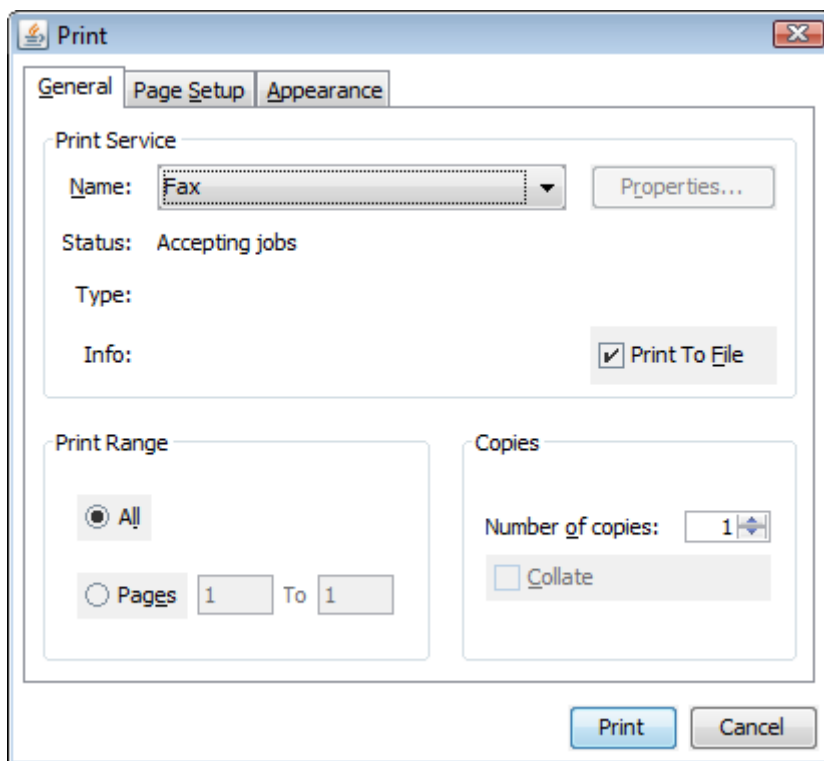 Print
General Page Setup Appearance
Print Service
Name: Fax Properties...
Status: Accepting jobs
Type:
Info: Print To File
Print Range Copies
All Number of copies: 1
Pages 1 To 1 Collate
Print Cancel